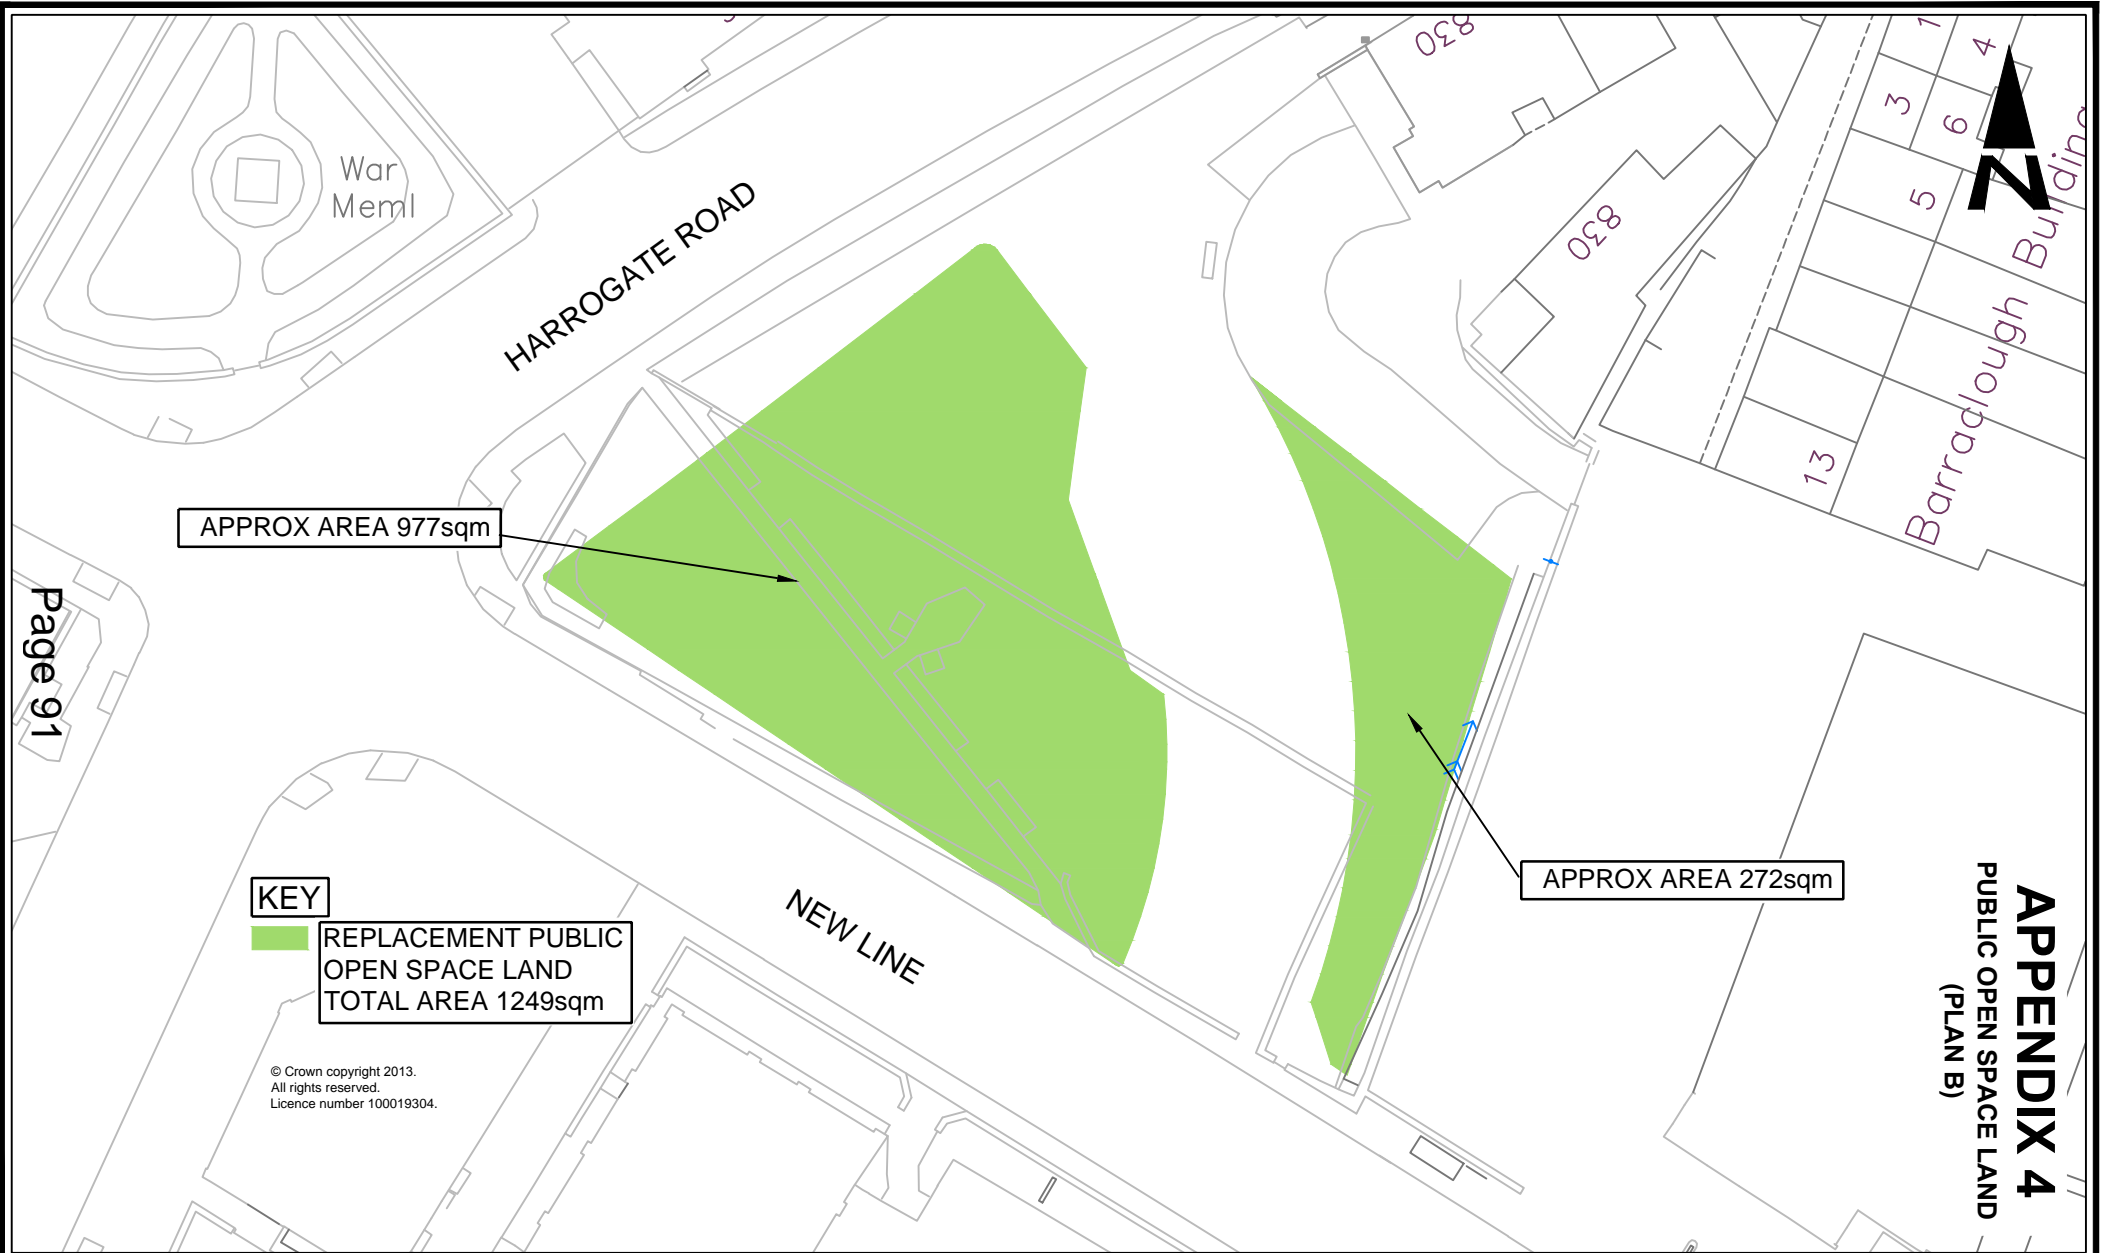 APPENDIX 4
PUBLIC OPEN SPACE LAND
(PLAN B)
N
War
Meml
HARROGATE ROAD
830
830
1
4
3
6
5
13
Barraclough Buildings
APPROX AREA 977sqm
APPROX AREA 272sqm
NEW LINE
KEY
REPLACEMENT PUBLIC
OPEN SPACE LAND
TOTAL AREA 1249sqm
© Crown copyright 2013.
All rights reserved.
Licence number 100019304.
Page 91